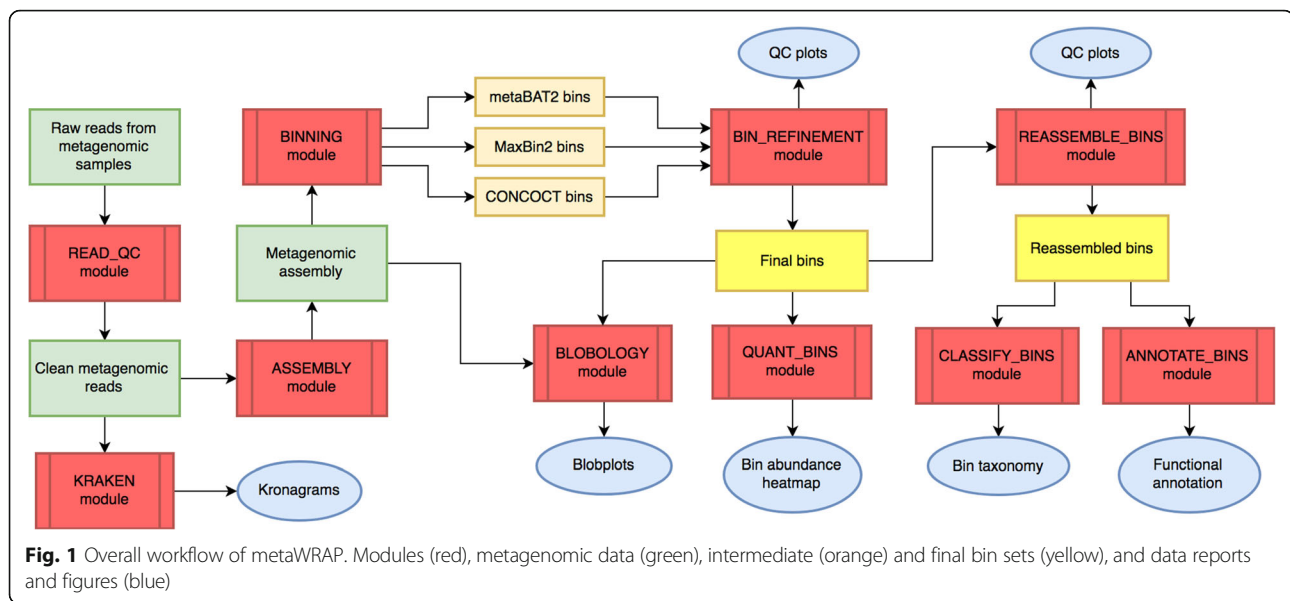 QC plots
QC plots
Raw reads from
metagenomic
samples
BINNING
module
metaBAT2 bins
MaxBin2 bins
CONCOCT bins
BIN_REFINEMENT
module
REASSEMBLE_BINS
module
READ_QC
module
Metagenomic
assembly
Final bins
Reassembled bins
Clean metagenomic
reads
ASSEMBLY
module
BLOBOLOGY
module
QUANT_BINS
module
CLASSIFY_BINS
module
ANNOTATE_BINS
module
KRAKEN
module
Kronagrams
Blobplots
Bin abundance
heatmap
Bin taxonomy
Functional
annotation
Fig. 1 Overall workflow of metaWRAP. Modules (red), metagenomic data (green), intermediate (orange) and final bin sets (yellow), and data reports
and figures (blue)